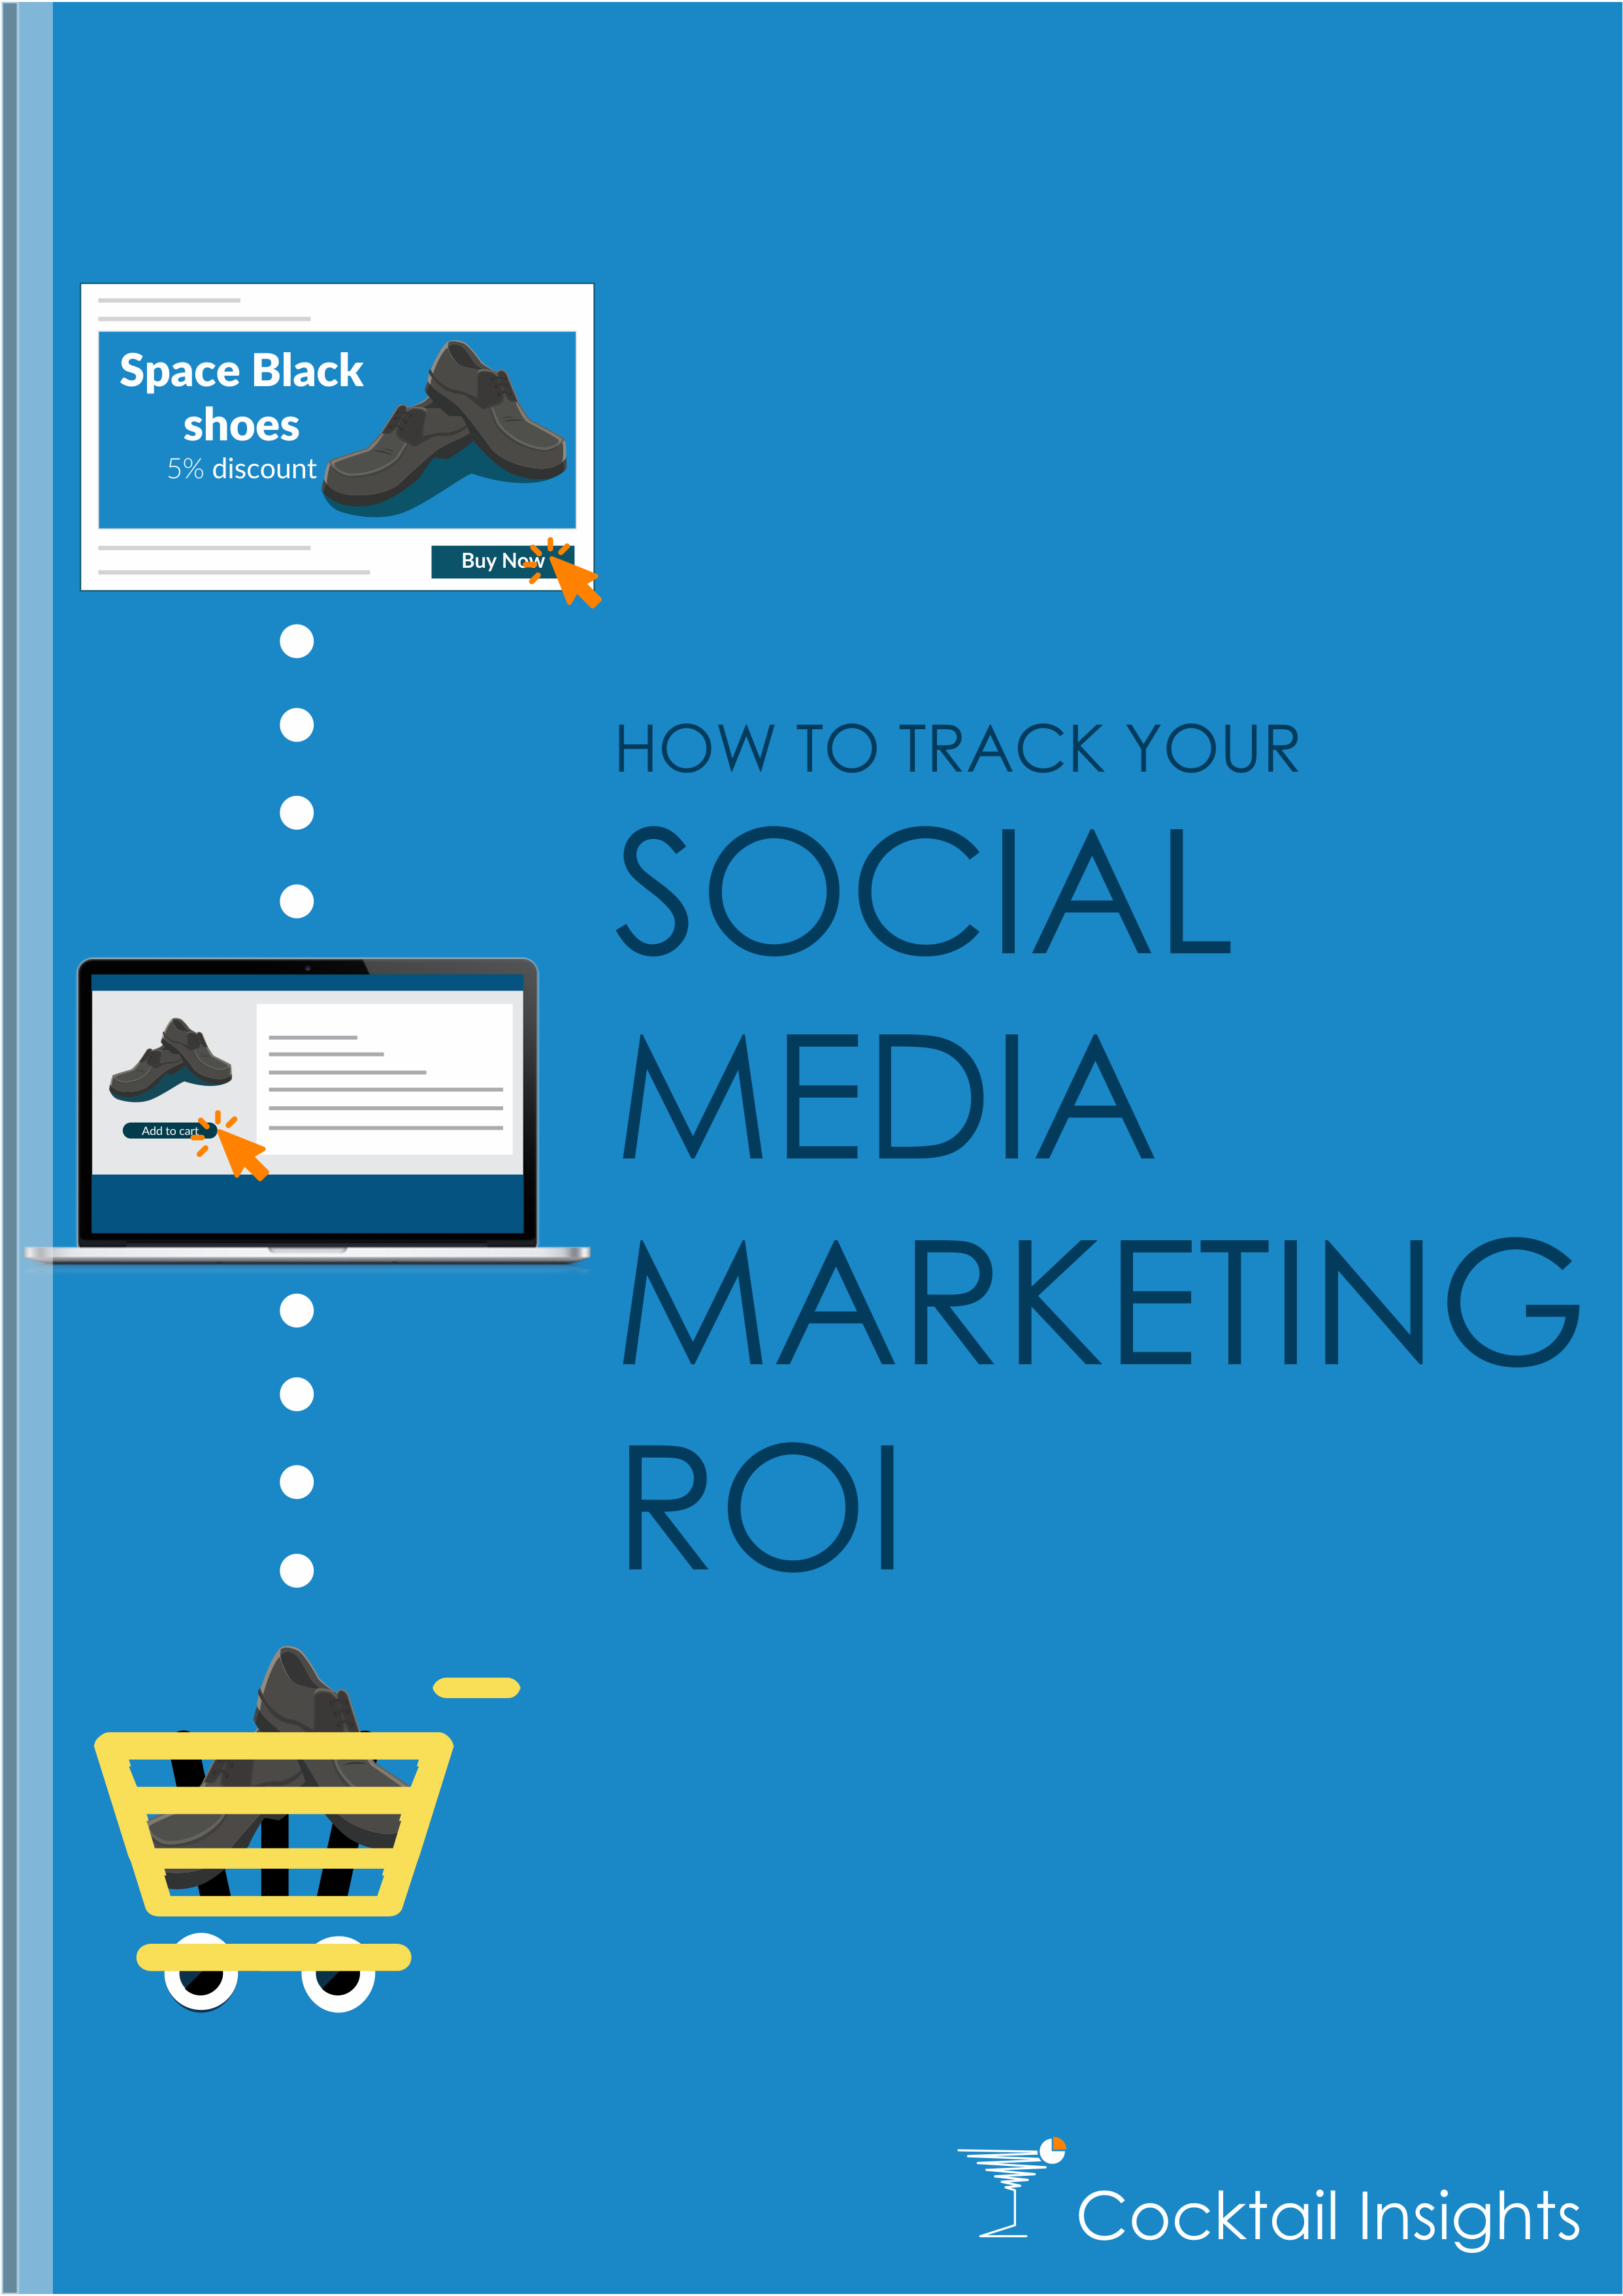 Space Black
shoes
5% discount
Buy Now
HOW TO TRACK YOUR
SOCIAL
MEDIA
MARKETING
ROI
Add to cart
Cocktail Insights